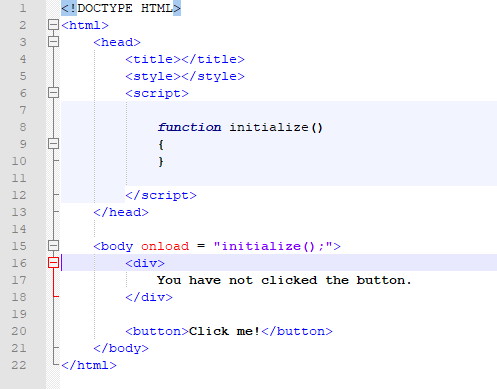 1 <!DOCTYPE HTML>
2 <html>
3 <head>
4 <title></title>
5 <style></style>
6 <script>
7
8 function initialize()
9 {
10 }
11
12 </script>
13 </head>
14
15 <body onload = "initialize();">
16 <div>
17 You have not clicked the button.
18 </div>
19
20 <button>Click me!</button>
21 </body>
22 </html>